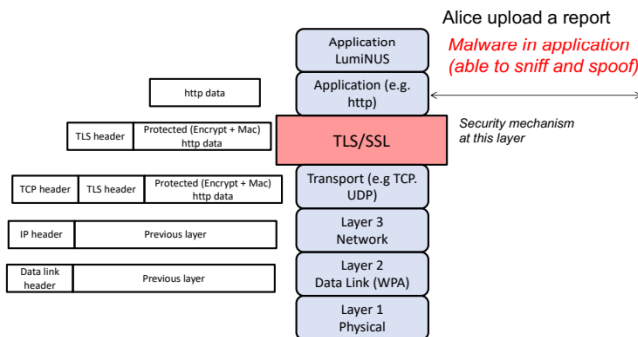 Alice upload a report
Malware in application
(able to sniff and spoof)
Application
LumiNUS
http data
Application (e.g.
http)
TLS header
Protected (Encrypt + Mac)
http data
TLS/SSL
Security mechanism
at this layer
TCP header
TLS header
Protected (Encrypt + Mac)
http data
Transport (e.g TCP.
UDP)
IP header
Previous layer
Layer 3
Network
Data link
header
Previous layer
Layer 2
Data Link (WPA)
Layer 1
Physical